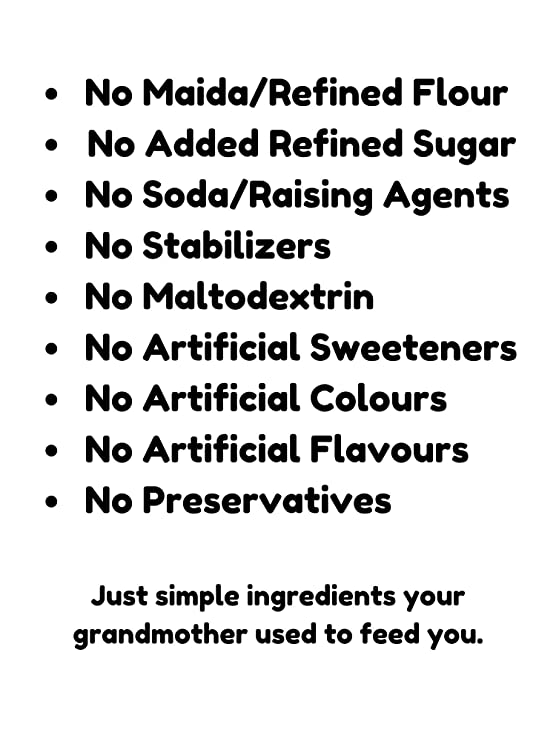 • No Maida/Refined Flour
• No Added Refined Sugar
• No Soda/Raising Agents
• No Stabilizers
• No Maltodextrin
• No Artificial Sweeteners
• No Artificial Colours
• No Artificial Flavours
• No Preservatives
Just simple ingredients your
grandmother used to feed you.